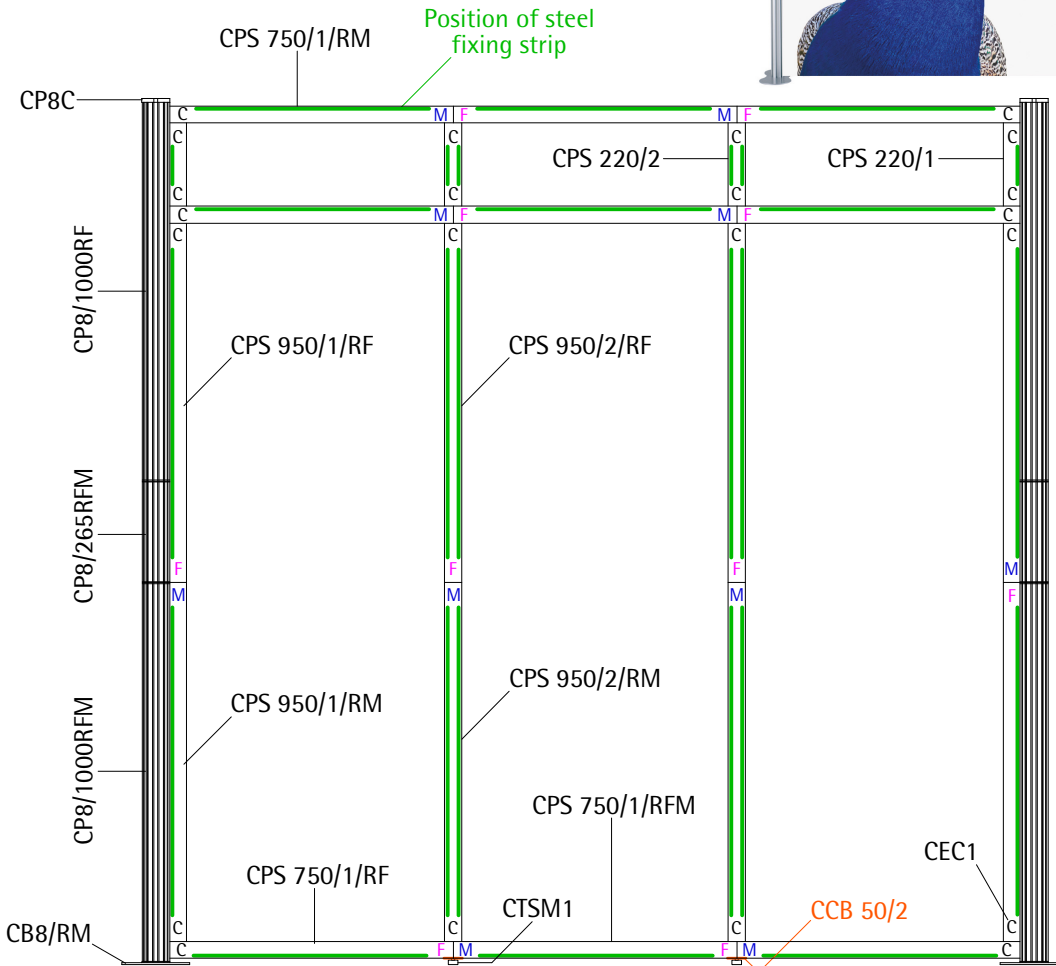 Position of steel
fixing strip
CPS 750/1/RM
CP8C
C M F M F C
C C C C
CPS 220/2
CPS 220/1
C C C C
C M F M F C
C C C C
CP8/1000RF
CPS 950/1/RF
CPS 950/2/RF
CP8/265RFM
F F F M
M M M F
CPS 950/2/RM
CPS 950/1/RM
CP8/1000RFM
CPS 750/1/RFM
CEC1
CPS 750/1/RF
CTSM1
CCB 50/2
C C C C
CB8/RM
C F M F M C